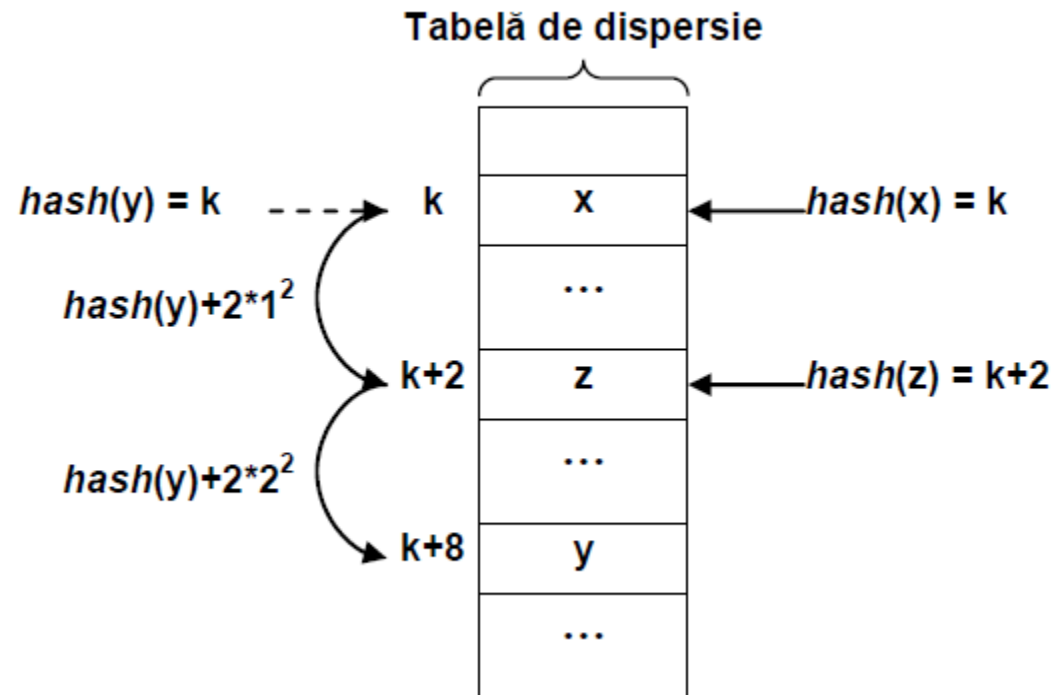 Tabelă de dispersie
hash(y) = k
k
x
hash(x) = k
...
hash(y)+2*1²
k+2
z
hash(z) = k+2
...
hash(y)+2*2²
k+8
y
...